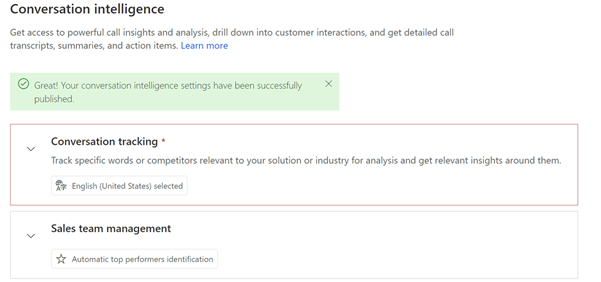 Conversation intelligence
Get access to powerful call insights and analysis, drill down into customer interactions, and get detailed call
transcripts, summaries, and action items. Learn more
Great! Your conversation intelligence settings have been successfully
published.
Conversation tracking *
Track specific words or competitors relevant to your solution or industry for analysis and get relevant insights around them.
English (United States) selected
Sales team management
Automatic top performers identification